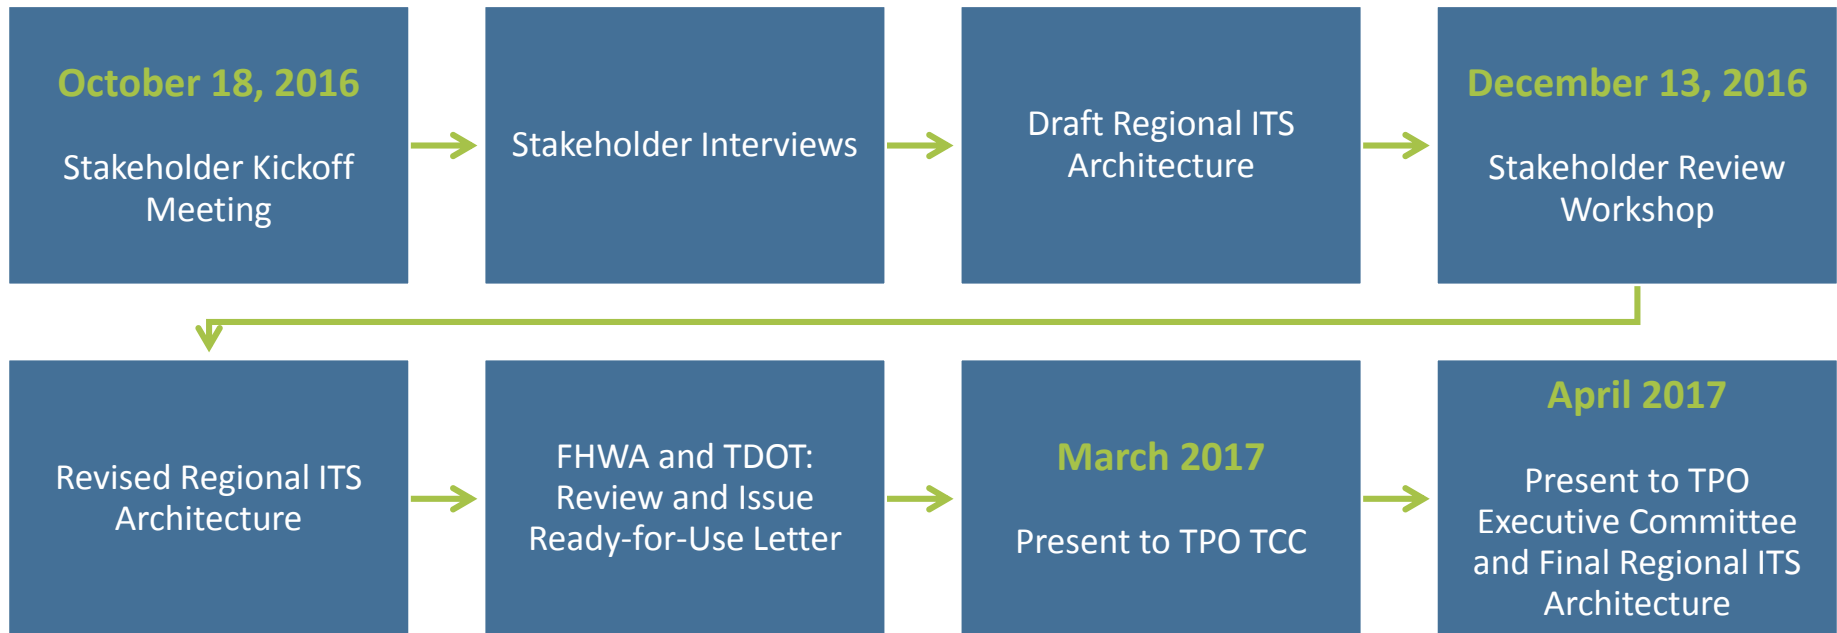 October 18, 2016
Stakeholder Kickoff
Meeting
Stakeholder Interviews
Draft Regional ITS
Architecture
December 13, 2016
Stakeholder Review
Workshop
Revised Regional ITS
Architecture
FHWA and TDOT:
Review and Issue
Ready-for-Use Letter
March 2017
Present to TPO TCC
April 2017
Present to TPO
Executive Committee
and Final Regional ITS
Architecture